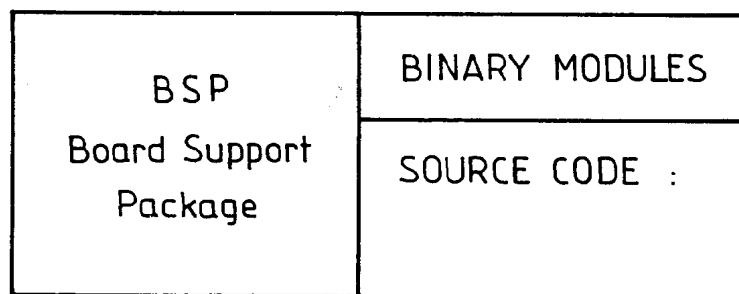 BSP
Board Support
Package
BINARY MODULES
SOURCE CODE :